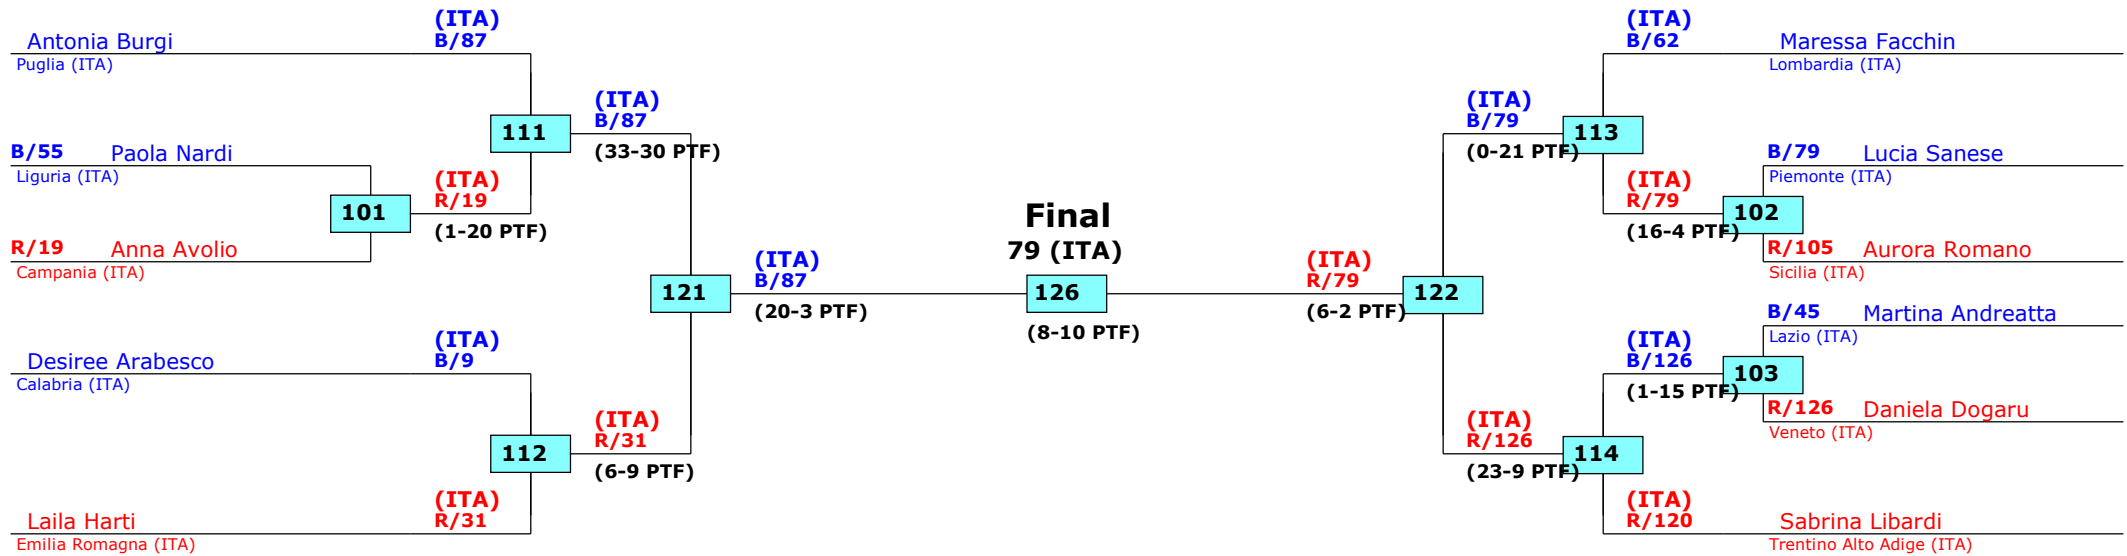 (ITA)
B/87
Antonia Burgi
Puglia (ITA)
111
(ITA)
B/87
(33-30 PTF)
B/55 Paola Nardi
Liguria (ITA)
101
(ITA)
R/19
(1-20 PTF)
R/19 Anna Avolio
Campania (ITA)
121
(ITA)
B/87
(20-3 PTF)
(ITA)
B/9
Desiree Arabesco
Calabria (ITA)
112
(ITA)
R/31
(6-9 PTF)
(ITA)
R/31
Laila Harti
Emilia Romagna (ITA)
Final
79 (ITA)
126
(8-10 PTF)
(ITA)
B/62
Maressa Facchin
Lombardia (ITA)
(ITA)
B/79
113
(0-21 PTF)
B/79 Lucia Sanese
Piemonte (ITA)
(ITA)
R/79
102
(16-4 PTF)
R/105 Aurora Romano
Sicilia (ITA)
(ITA)
R/79
122
(6-2 PTF)
B/45 Martina Andreatta
Lazio (ITA)
(ITA)
B/126
103
(1-15 PTF)
R/126 Daniela Dogaru
Veneto (ITA)
(ITA)
R/126
114
(23-9 PTF)
(ITA)
R/120
Sabrina Libardi
Trentino Alto Adige (ITA)